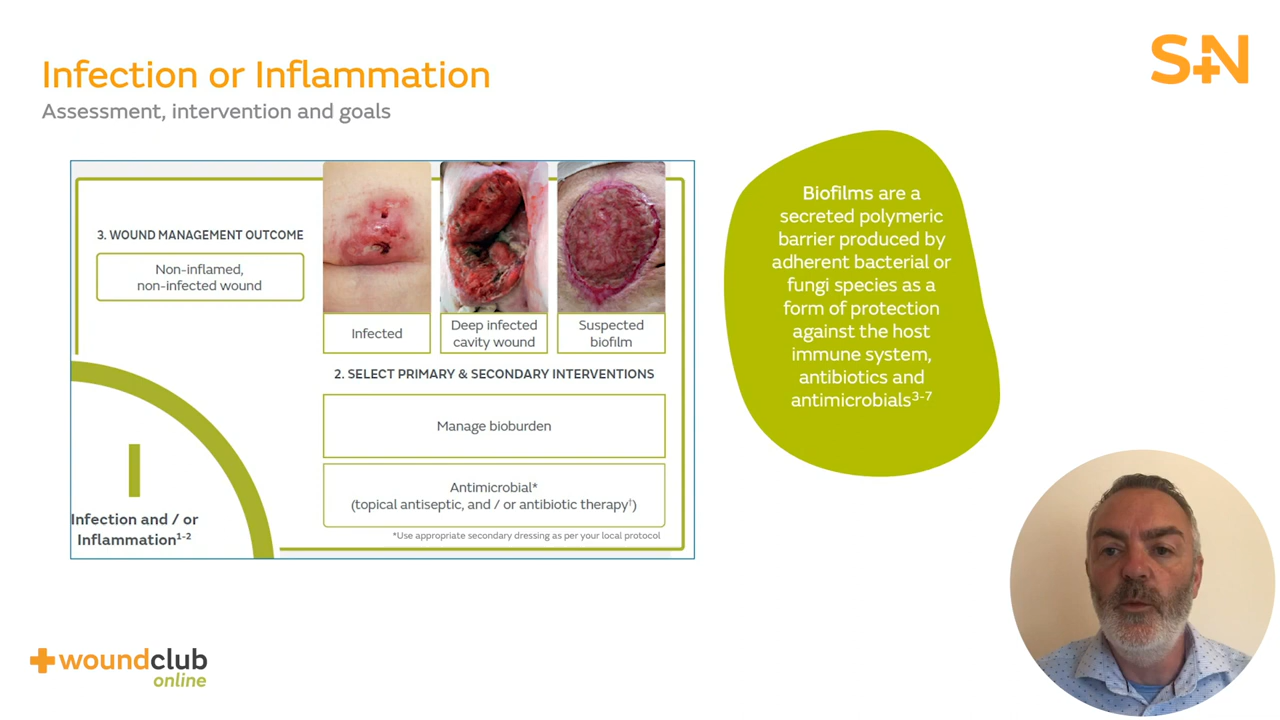 Infection or Inflammation
Assessment, intervention and goals
S+N
3. WOUND MANAGEMENT OUTCOME
Non-inflamed,
non-infected wound
Infected
Deep infected
cavity wound
Suspected
biofilm
2. SELECT PRIMARY & SECONDARY INTERVENTIONS
Manage bioburden
Antimicrobial*
(topical antiseptic, and / or antibiotic therapy†)
*Use appropriate secondary dressing as per your local protocol
I
Infection and / or
Inflammation¹⁻²
Biofilms are a
secreted polymeric
barrier produced by
adherent bacterial or
fungi species as a
form of protection
against the host
immune system,
antibiotics and
antimicrobials³⁻⁷
woundclub
online